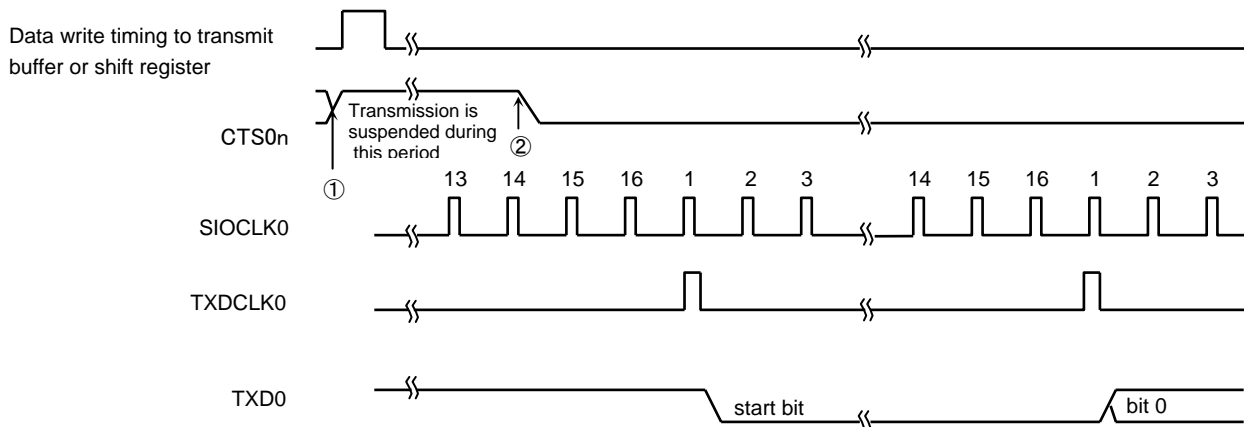 Data write timing to transmit
buffer or shift register
CTS0n
Transmission is
suspended during
this period
① ②
13 14 15 16 1 2 3 14 15 16 1 2 3
SIOCLK0
TXDCLK0
TXD0
start bit
bit 0